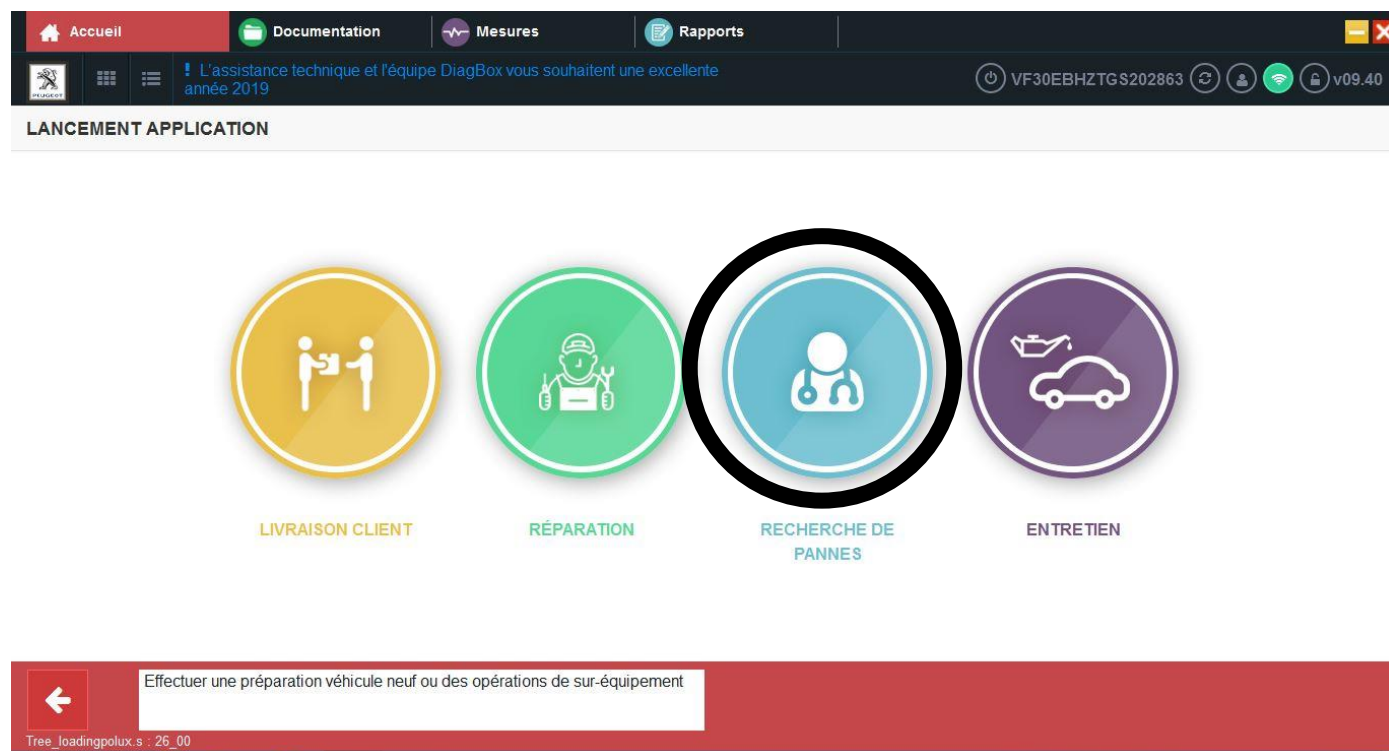 Accueil
Documentation
Mesures
Rapports
PEUGEOT
! L'assistance technique et l'équipe DiagBox vous souhaitent une excellente
année 2019
VF30EBHZTGS202863
v09.40
LANCEMENT APPLICATION
LIVRAISON CLIENT
RÉPARATION
RECHERCHE DE
PANNES
ENTRETIEN
Effectuer une préparation véhicule neuf ou des opérations de sur-équipement
Tree_loadingpolux.s : 26_00